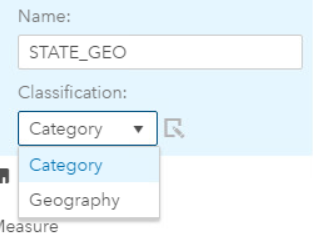 Name:
STATE_GEO
Classification:
Category
Category
Geography
Measure